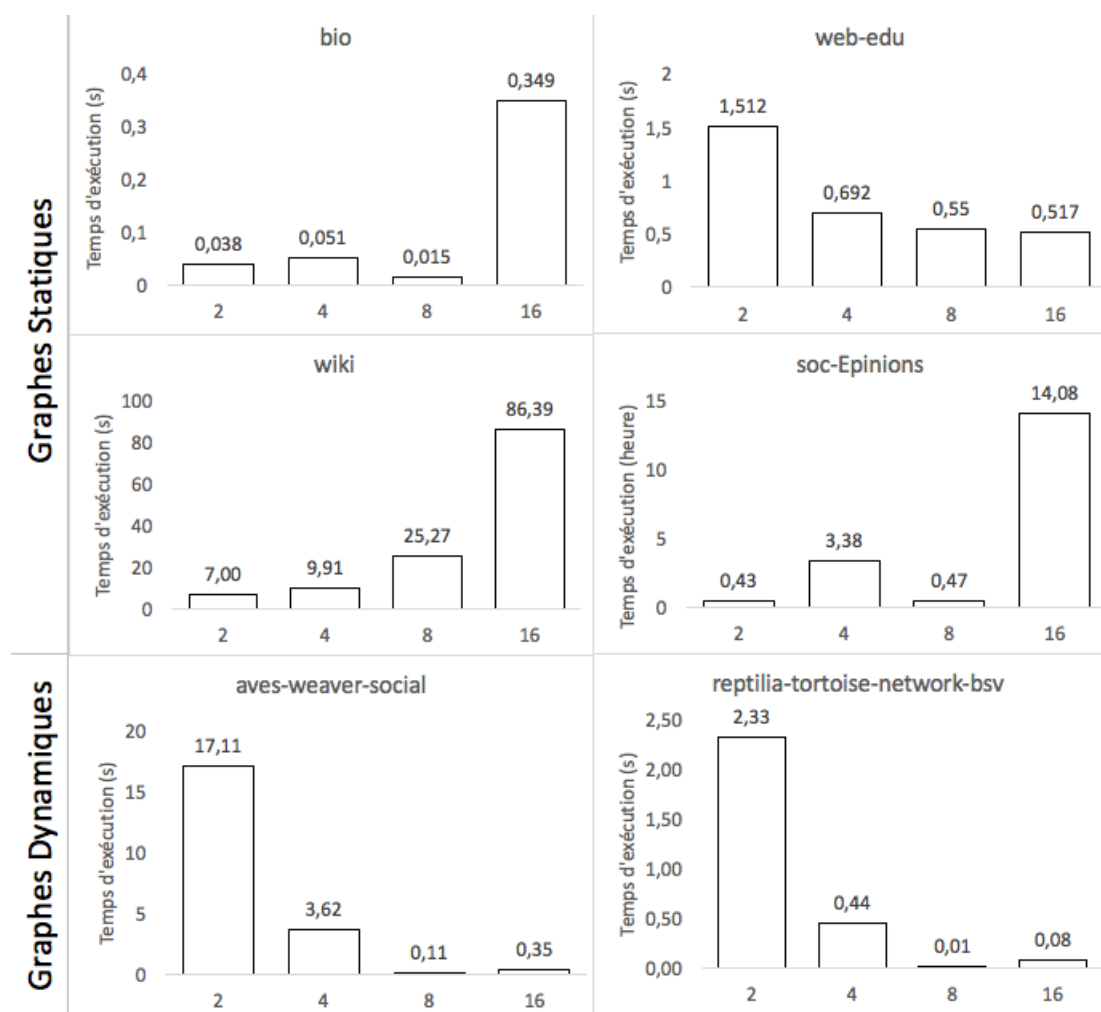 Graphes Statiques
bio
Temps d'exécution (s)
0,4
0,3
0,2
0,1
0
0,038
0,051
0,015
0,349
2 4 8 16
web-edu
Temps d'exécution (s)
2
1,5
1
0,5
0
1,512
0,692
0,55
0,517
2 4 8 16
wiki
Temps d'exécution (s)
100
80
60
40
20
0
7,00
9,91
25,27
86,39
2 4 8 16
soc-Epinions
Temps d'exécution (heure)
15
10
5
0
0,43
3,38
0,47
14,08
2 4 8 16
Graphes Dynamiques
aves-weaver-social
Temps d'exécution (s)
20
15
10
5
0
17,11
3,62
0,11
0,35
2 4 8 16
reptilia-tortoise-network-bsv
Temps d'exécution (s)
2,50
2,00
1,50
1,00
0,50
0,00
2,33
0,44
0,01
0,08
2 4 8 16